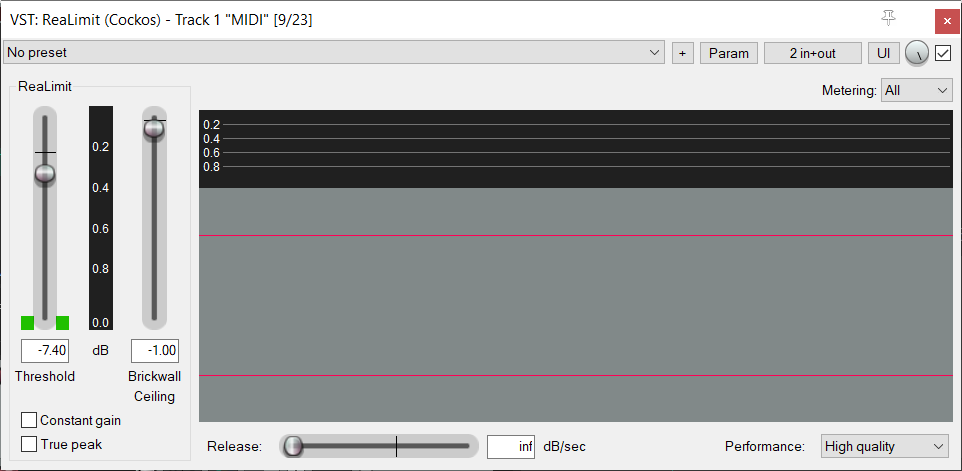 VST: ReaLimit (Cockos) - Track 1 "MIDI" [9/23]
No preset
+
Param
2 in+out
UI
ReaLimit
Metering:
All
0.2
0.4
0.6
0.8
0.0
0.2
0.4
0.6
0.8
-7.40
dB
-1.00
Threshold
Brickwall
Ceiling
Constant gain
True peak
Release:
inf
dB/sec
Performance:
High quality